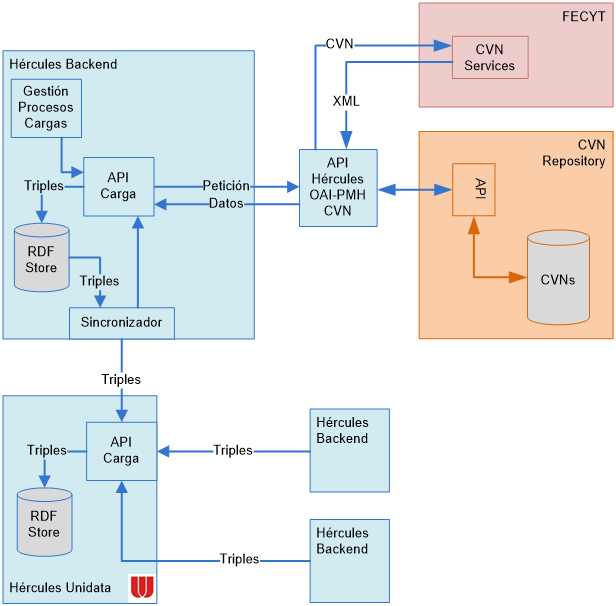 FECYT
CVN
CVN
Services
XML
Hércules Backend
Gestión
Procesos
Cargas
CVN
Repository
API
Carga
Triples
Petición
Datos
API
Hércules
OAI-PMH
CVN
API
RDF
Store
Triples
CVNs
Sincronizador
Triples
API
Carga
Triples
Triples
Hércules
Backend
RDF
Store
Hércules
Backend
Triples
Hércules Unidata